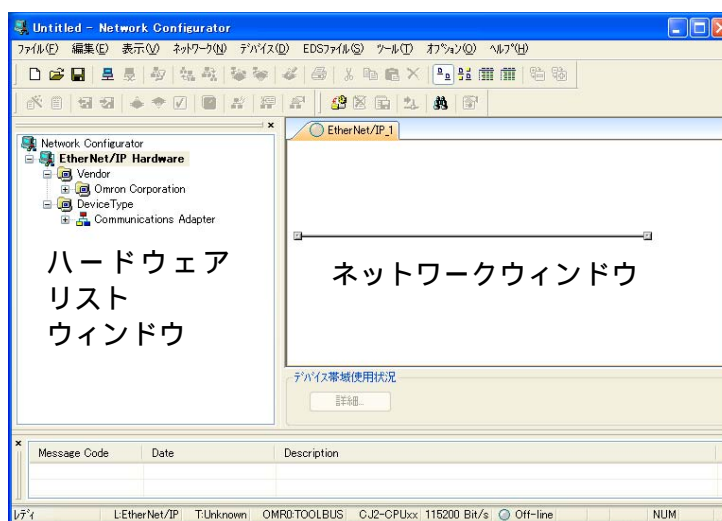 Untitled - Network Configurator
ファイル(F) 編集(E) 表示(V) ネットワーク(N) デバイス(D) EDSファイル(S) ツール(T) オプション(O) ヘルプ(H)
EtherNet/IP_1
Network Configurator
EtherNet/IP Hardware
Vendor
Omron Corporation
DeviceType
Communications Adapter
ハードウェア
リスト
ウィンドウ
ネットワークウィンドウ
デバイス帯域使用状況
詳細...
Message Code Date Description
レディ L:EtherNet/IP T:Unknown OMR0:TOOLBUS CJ2-CPUxx 115200 Bit/s Off-line NUM